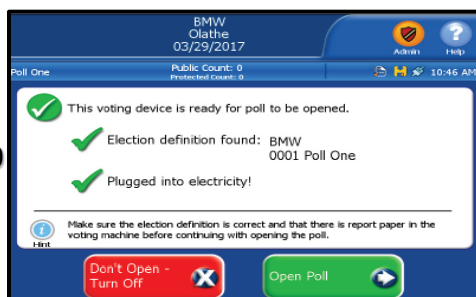 BMW
Olathe
03/29/2017
Admin
Help
Poll One
Public Count: 0
Protected Count: 0
10:46 AM
This voting device is ready for poll to be opened.
Election definition found: BMW
0001 Poll One
Plugged into electricity!
Make sure the election definition is correct and that there is report paper in the
voting machine before continuing with opening the poll.
Hint
Don't Open -
Turn Off
Open Poll